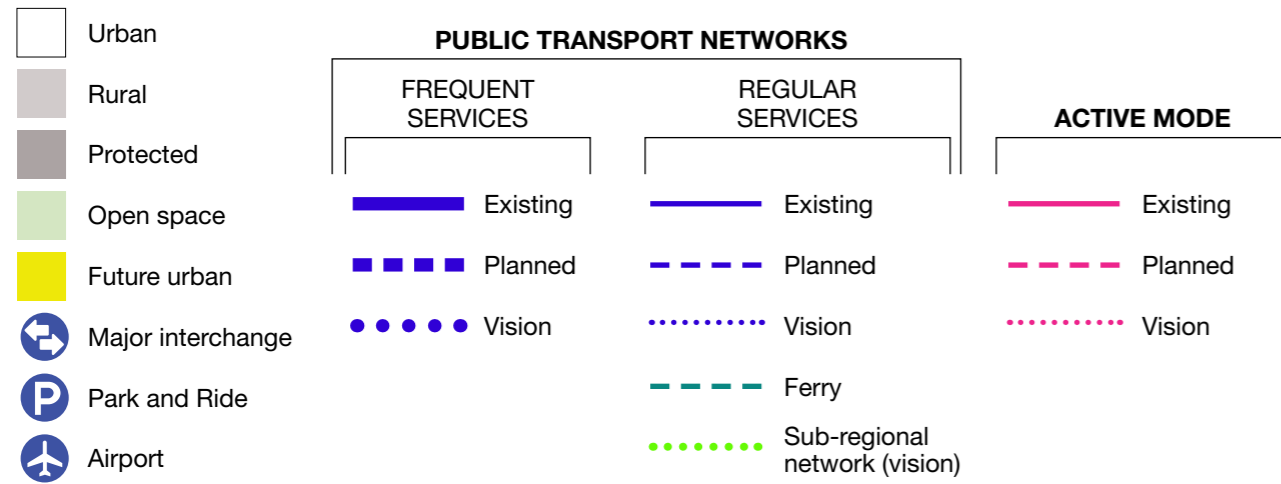 Urban
Rural
Protected
Open space
Future urban
Major interchange
P
Park and Ride
Airport
PUBLIC TRANSPORT NETWORKS
FREQUENT
SERVICES
Existing
Planned
Vision
REGULAR
SERVICES
Existing
Planned
Vision
Ferry
Sub-regional
network (vision)
ACTIVE MODE
Existing
Planned
Vision